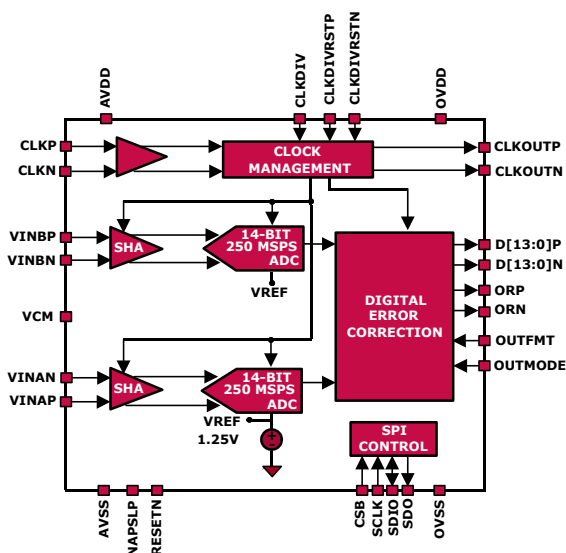 AVDD
CLKDIV
CLKDIVRSTP
CLKDIVRSTN
OVDD
CLKP
CLKN
CLOCK
MANAGEMENT
CLKOUTP
CLKOUTN
VINBP
VINBN
SHA
14-BIT
250 MSPS
ADC
VREF
D[13:0]P
D[13:0]N
ORP
ORN
DIGITAL
ERROR
CORRECTION
VCM
OUTFMT
OUTMODE
VINAN
VINAP
SHA
14-BIT
250 MSPS
ADC
VREF
1.25V
+
-
SPI
CONTROL
AVSS
NAPSLP
RESETN
CSB
SCLK
SDIO
SDO
OVSS